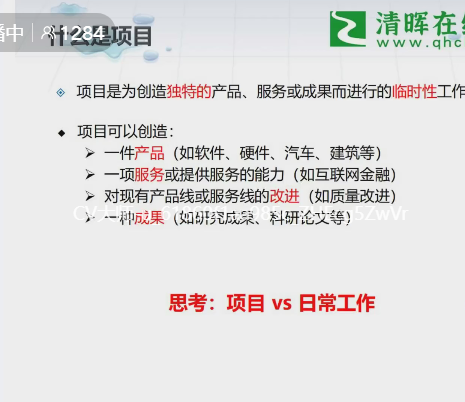 播中 1284
什么是项目
清晖在线
www.qhc
项目是为创造独特的产品、服务或成果而进行的临时性工作
项目可以创造：
一件产品（如软件、硬件、汽车、建筑等）
一项服务或提供服务的能力（如互联网金融）
对现有产品线或服务线的改进（如质量改进）
一种成果（如研究成果、科研论文等）
思考：项目 vs 日常工作